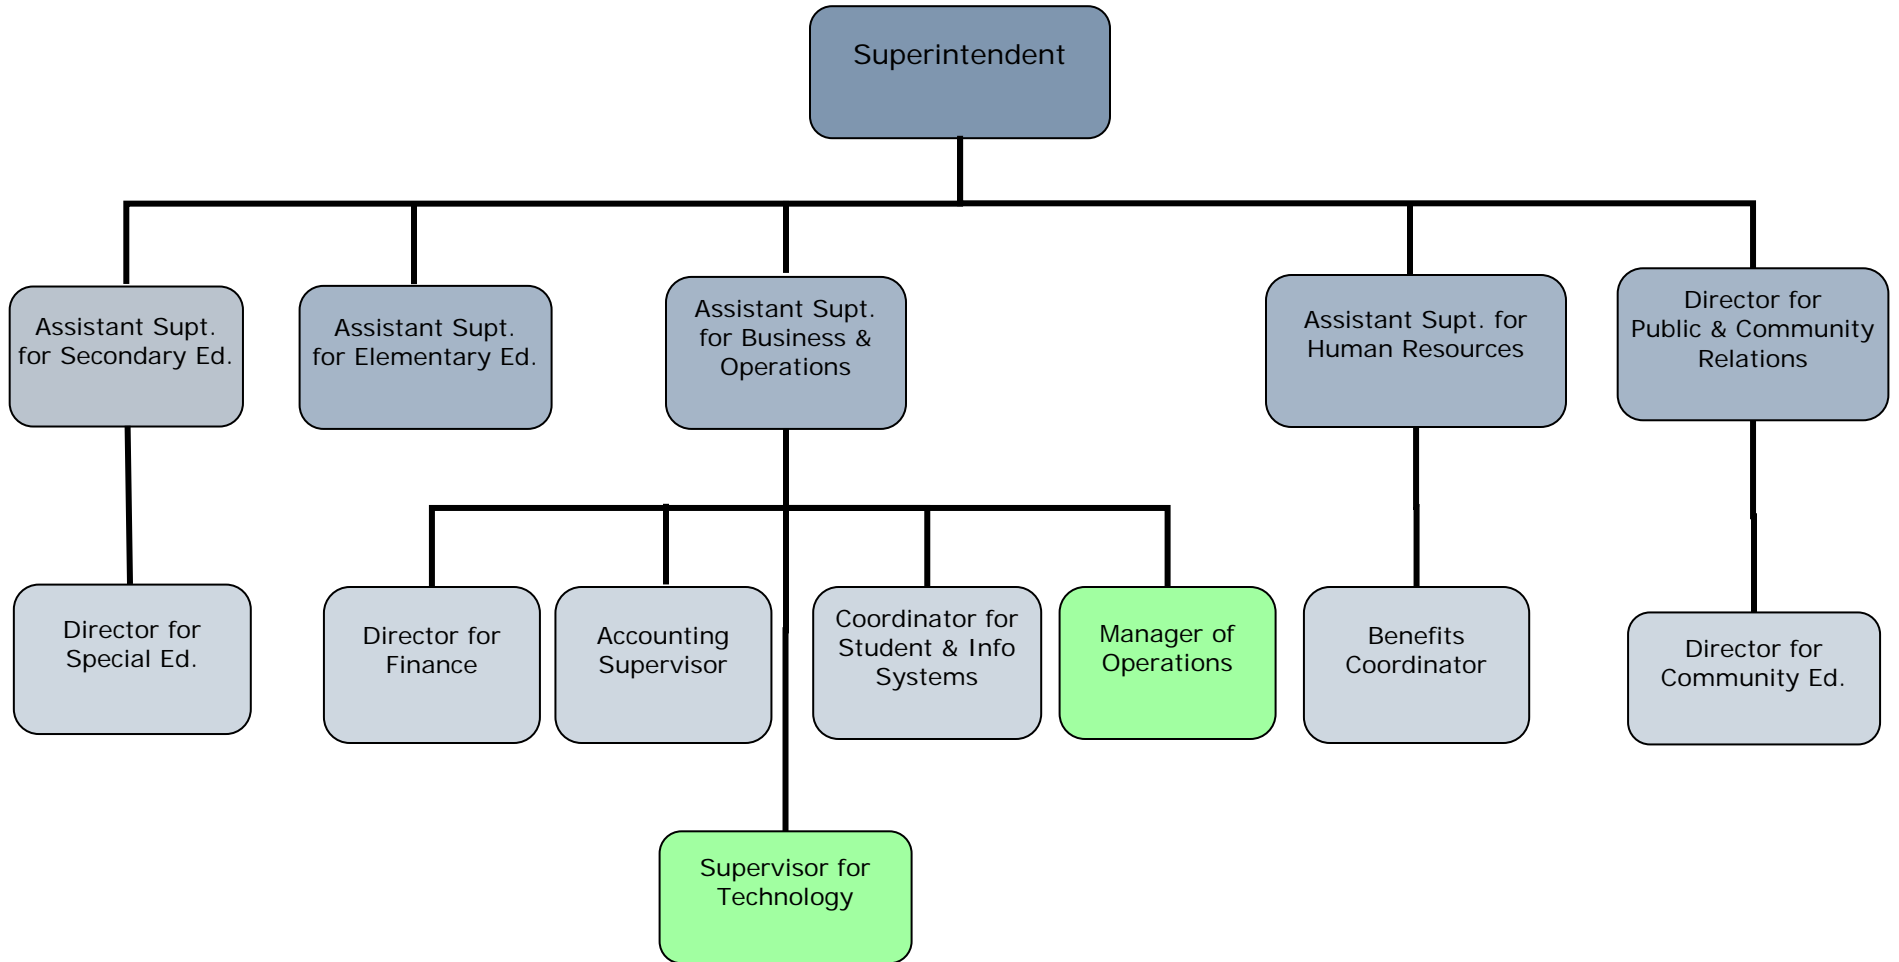 Superintendent
Assistant Supt.
for Secondary Ed.
Assistant Supt.
for Elementary Ed.
Assistant Supt.
for Business &
Operations
Assistant Supt. for
Human Resources
Director for
Public & Community
Relations
Director for
Special Ed.
Director for
Finance
Accounting
Supervisor
Coordinator for
Student & Info
Systems
Manager of
Operations
Benefits
Coordinator
Director for
Community Ed.
Supervisor for
Technology